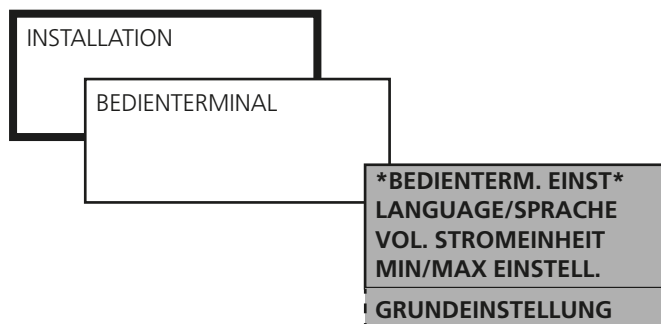 INSTALLATION
BEDIENTERMINAL
*BEDIENTERM. EINST*
LANGUAGE/SPRACHE
VOL. STROMEINHEIT
MIN/MAX EINSTELL.
GRUNDEINSTELLUNG